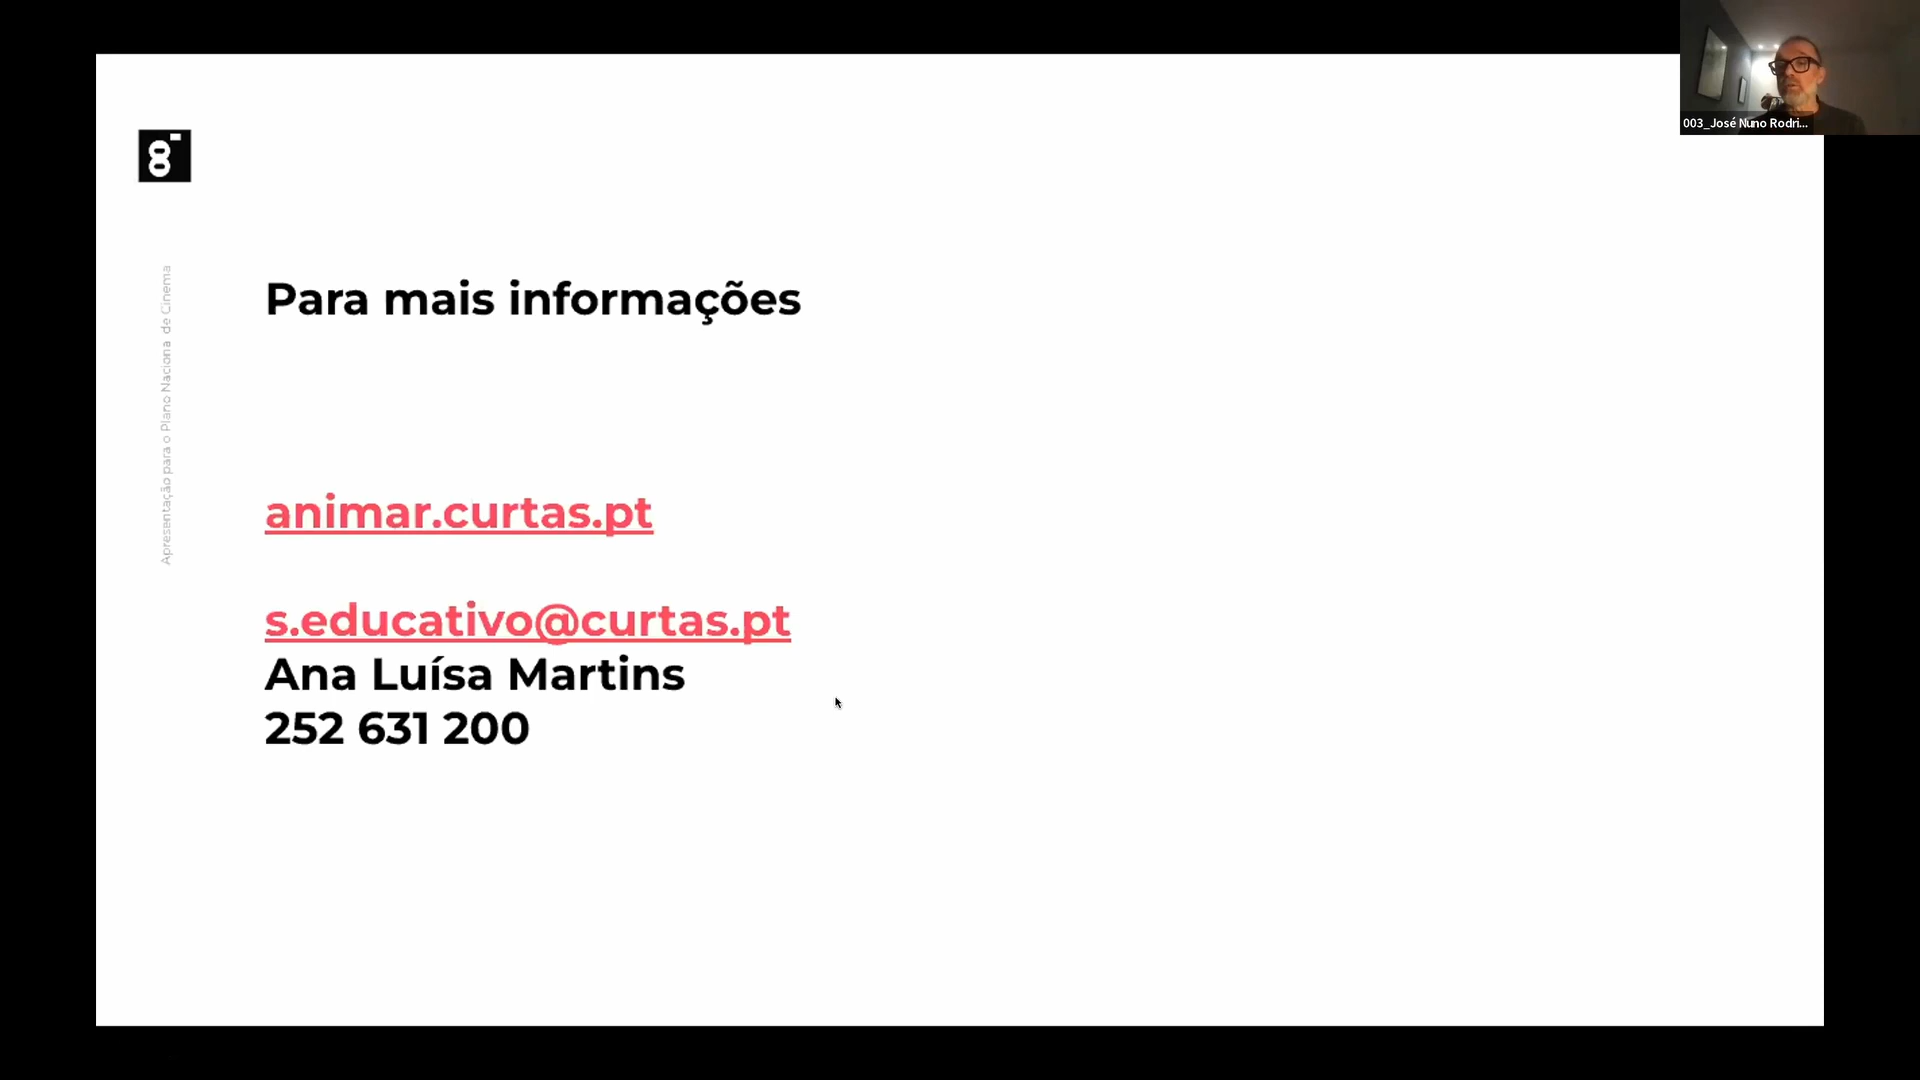 003_José Nuno Rodri...
Apresentação para o Plano Nacional de Cinema
Para mais informações
animar.curtas.pt
s.educativo@curtas.pt
Ana Luísa Martins
252 631 200